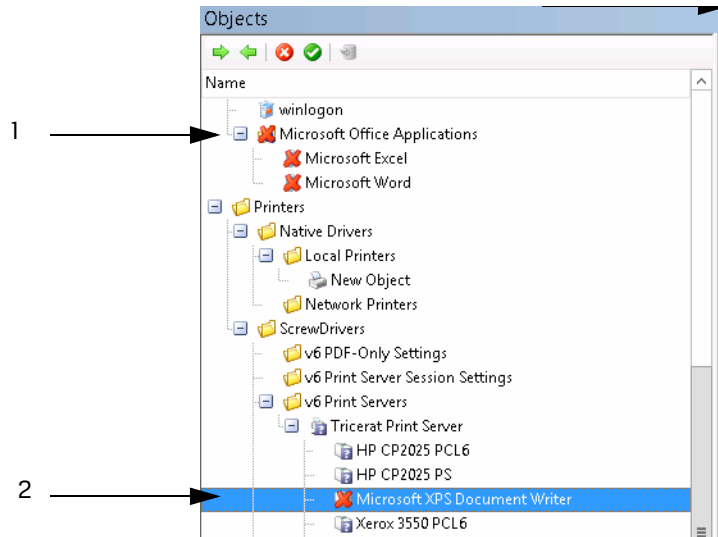 Objects
Name
winlogon
1
Microsoft Office Applications
Microsoft Excel
Microsoft Word
Printers
Native Drivers
Local Printers
New Object
Network Printers
ScrewDrivers
v6 PDF-Only Settings
v6 Print Server Session Settings
v6 Print Servers
Tricerat Print Server
HP CP2025 PCL6
HP CP2025 PS
2
Microsoft XPS Document Writer
Xerox 3550 PCL6